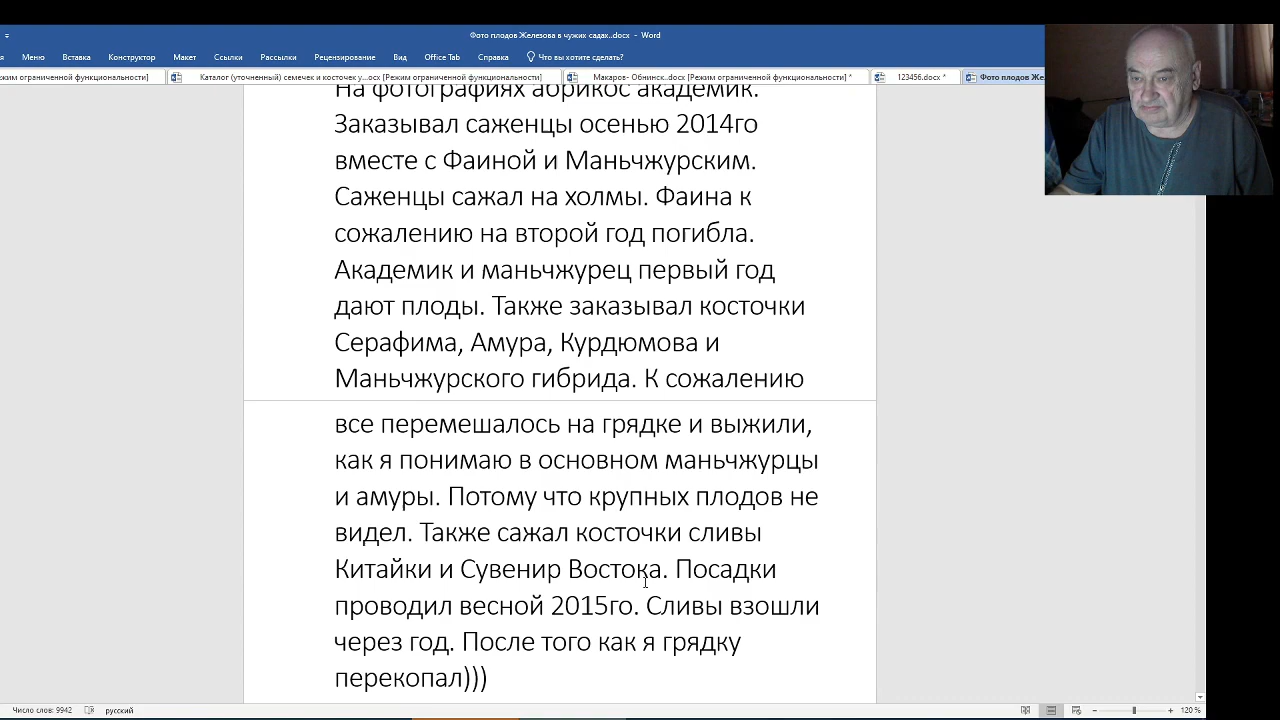 Фото плодов Железова в чужих садах..docx - Word
я Меню Вставка Конструктор Макет Ссылки Рассылки Рецензирование Вид Office Tab Справка Что вы хотите сделать?
ежим ограниченной функциональности] Каталог (уточненный) семечек и косточек у...ocx [Режим ограниченной функциональности] Макаров- Обнинск..docx [Режим ограниченной функциональности] * 123456.docx * Фото плодов Же
На фотографиях абрикос академик.
Заказывал саженцы осенью 2014го
вместе с Фаиной и Маньчжурским.
Саженцы сажал на холмы. Фаина к
сожалению на второй год погибла.
Академик и маньчжурец первый год
дают плоды. Также заказывал косточки
Серафима, Амура, Курдюмова и
Маньчжурского гибрида. К сожалению
все перемешалось на грядке и выжили,
как я понимаю в основном маньчжурцы
и амуры. Потому что крупных плодов не
видел. Также сажал косточки сливы
Китайки и Сувенир Востока. Посадки
проводил весной 2015го. Сливы взошли
через год. После того как я грядку
перекопал)))
Число слов: 9942 русский 120 %